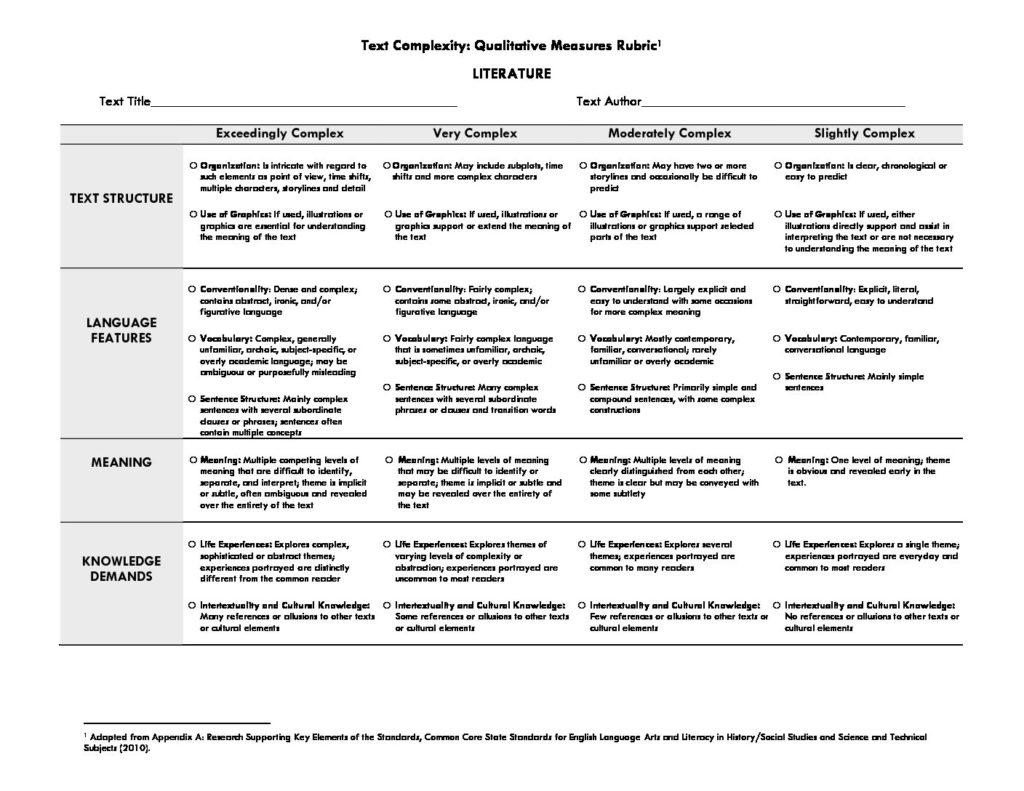 Text Complexity: Qualitative Measures Rubric¹
LITERATURE
Text Title____________________ Text Author____________________
Exceedingly Complex Very Complex Moderately Complex Slightly Complex
TEXT STRUCTURE
Organization: Is intricate with regard to
such elements as point of view, time shifts,
multiple characters, storylines and detail
Organization: May include subplots, time
shifts and more complex characters
Organization: May have two or more
storylines and occasionally be difficult to
predict
Organization: Is clear, chronological or
easy to predict
Use of Graphics: If used, illustrations or
graphics are essential for understanding
the meaning of the text
Use of Graphics: If used, illustrations or
graphics support or extend the meaning of
the text
Use of Graphics: If used, a range of
illustrations or graphics support selected
parts of the text
Use of Graphics: If used, either
illustrations directly support and assist in
interpreting the text or are not necessary
to understanding the meaning of the text
LANGUAGE
FEATURES
Conventionality: Dense and complex;
contains abstract, ironic, and/or
figurative language
Conventionality: Fairly complex;
contains some abstract, ironic, and/or
figurative language
Conventionality: Largely explicit and
easy to understand with some occasions
for more complex meaning
Conventionality: Explicit, literal,
straightforward, easy to understand
Vocabulary: Complex, generally
unfamiliar, archaic, subject-specific, or
overly academic language; may be
ambiguous or purposefully misleading
Vocabulary: Fairly complex language
that is sometimes unfamiliar, archaic,
subject-specific, or overly academic
Vocabulary: Mostly contemporary,
familiar, conversational; rarely
unfamiliar or overly academic
Vocabulary: Contemporary, familiar,
conversational language
Sentence Structure: Mainly complex
sentences with several subordinate
clauses or phrases; sentences often
contain multiple concepts
Sentence Structure: Many complex
sentences with several subordinate
phrases or clauses and transition words
Sentence Structure: Primarily simple and
compound sentences, with some complex
constructions
Sentence Structure: Mainly simple
sentences
MEANING
Meaning: Multiple competing levels of
meaning that are difficult to identify,
separate, and interpret; theme is implicit
or subtle, often ambiguous and revealed
over the entirety of the text
Meaning: Multiple levels of meaning
that may be difficult to identify or
separate; theme is implicit or subtle and
may be revealed over the entirety of
the text
Meaning: Multiple levels of meaning
clearly distinguished from each other;
theme is clear but may be conveyed with
some subtlety
Meaning: One level of meaning; theme
is obvious and revealed early in the
text.
KNOWLEDGE
DEMANDS
Life Experiences: Explores complex,
sophisticated or abstract themes;
experiences portrayed are distinctly
different from the common reader
Life Experiences: Explores themes of
varying levels of complexity or
abstraction; experiences portrayed are
uncommon to most readers
Life Experiences: Explores several
themes; experiences portrayed are
common to many readers
Life Experiences: Explores a single theme;
experiences portrayed are everyday and
common to most readers
Intertextuality and Cultural Knowledge:
Many references or allusions to other texts
or cultural elements
Intertextuality and Cultural Knowledge:
Some references or allusions to other texts
or cultural elements
Intertextuality and Cultural Knowledge:
Few references or allusions to other texts or
cultural elements
Intertextuality and Cultural Knowledge:
No references or allusions to other texts or
cultural elements
¹ Adapted from Appendix A: Research Supporting Key Elements of the Standards, Common Core State Standards for English Language Arts and Literacy in History/Social Studies and Science and Technical
Subjects (2010).